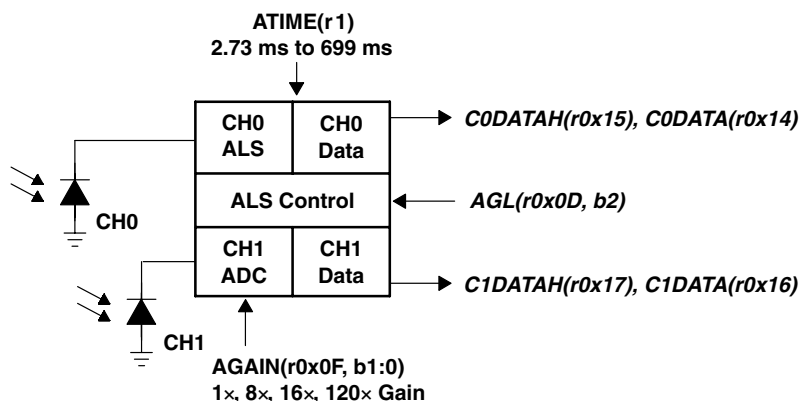 ATIME(r1)
2.73 ms to 699 ms
CH0
ALS
CH0
Data
C0DATAH(r0x15), C0DATA(r0x14)
ALS Control
AGL(r0x0D, b2)
CH0
CH1
ADC
CH1
Data
C1DATAH(r0x17), C1DATA(r0x16)
CH1
AGAIN(r0x0F, b1:0)
1×, 8×, 16×, 120× Gain